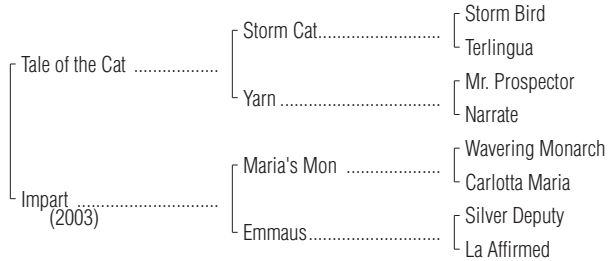 Storm Bird
Storm Cat........................
Terlingua
Tale of the Cat .................
Mr. Prospector
Yarn ................................
Narrate
Wavering Monarch
Maria's Mon ...................
Carlotta Maria
Impart ............................
(2003)
Silver Deputy
Emmaus..........................
La Affirmed